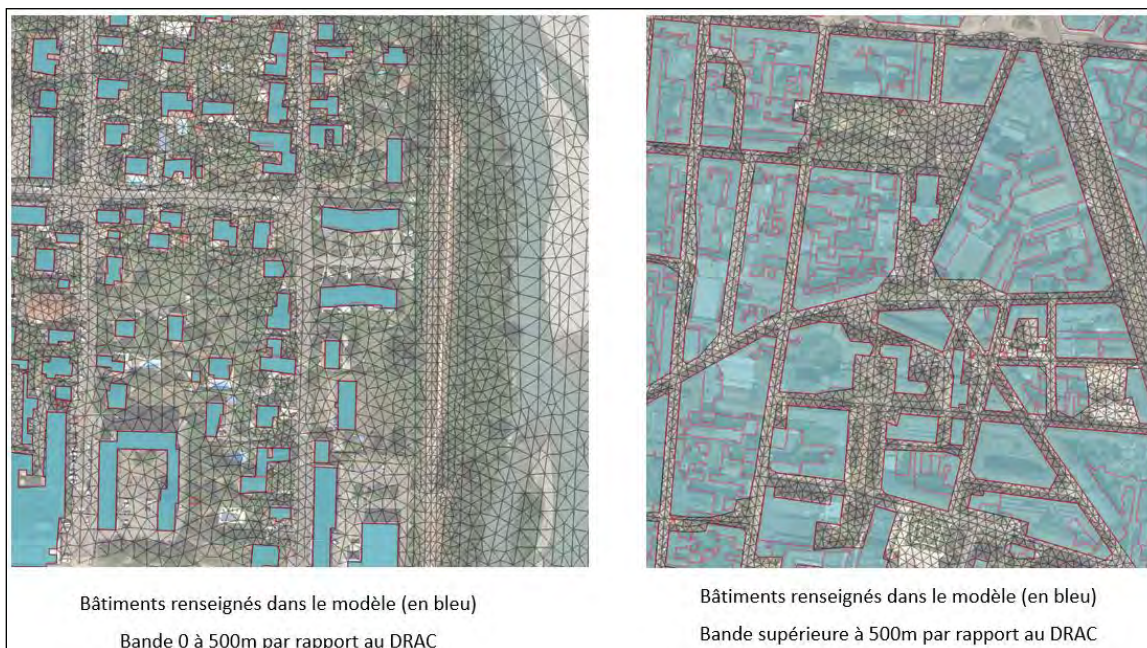 Bâtiments renseignés dans le modèle (en bleu)
Bande 0 à 500m par rapport au DRAC
Bâtiments renseignés dans le modèle (en bleu)
Bande supérieure à 500m par rapport au DRAC